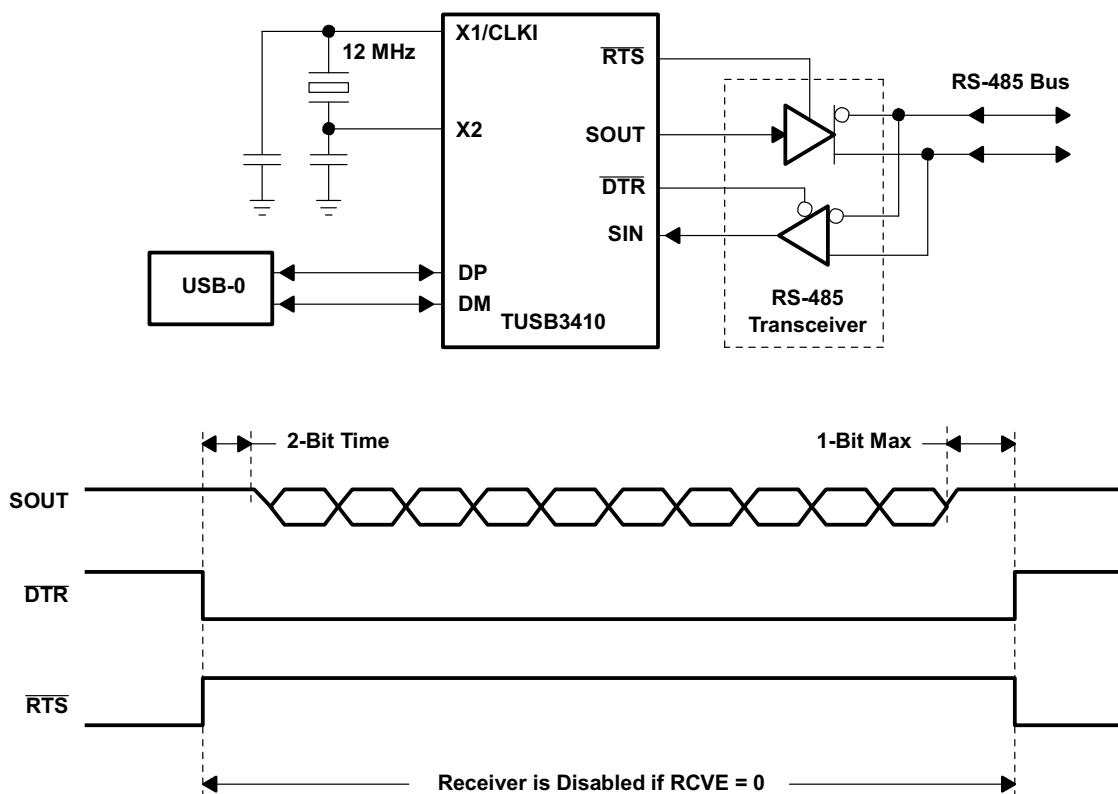 X1/CLKI
12 MHz
RTS
RS-485 Bus
X2
SOUT
DTR
SIN
USB-0
DP
DM
RS-485
Transceiver
TUSB3410
2-Bit Time
1-Bit Max
SOUT
DTR
RTS
Receiver is Disabled if RCVE = 0